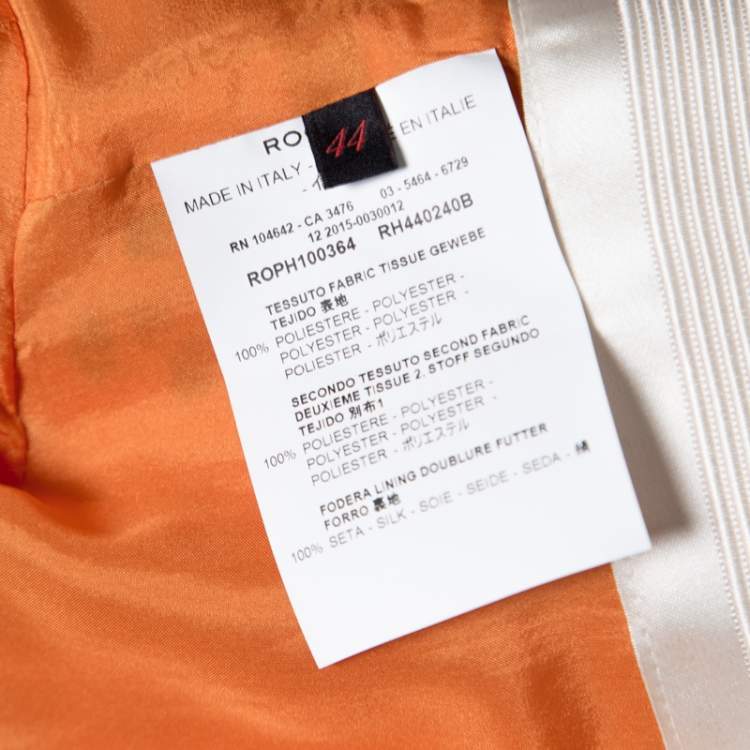 RO
44
MADE IN ITALY - EN ITALIE
RN 104642 - CA 3476 03 - 5464 - 6729
12 2015-0030012
ROPH100364 RH440240B
TESSUTO FABRIC TISSUE GEWEBE
TEJIDO 表地
100% POLIESTERE - POLYESTER -
POLYESTER - POLYESTER -
POLIESTER - ポリエステル
SECONDO TESSUTO SECOND FABRIC
DEUXIEME TISSUE 2. STOFF SEGUNDO
TEJIDO 別布1
100% POLIESTERE - POLYESTER -
POLYESTER - POLYESTER -
POLIESTER - ポリエステル
FODERA LINING DOUBLURE FUTTER
FORRO 裏地
100% SETA - SILK - SOIE - SEIDE - SEDA - 絹